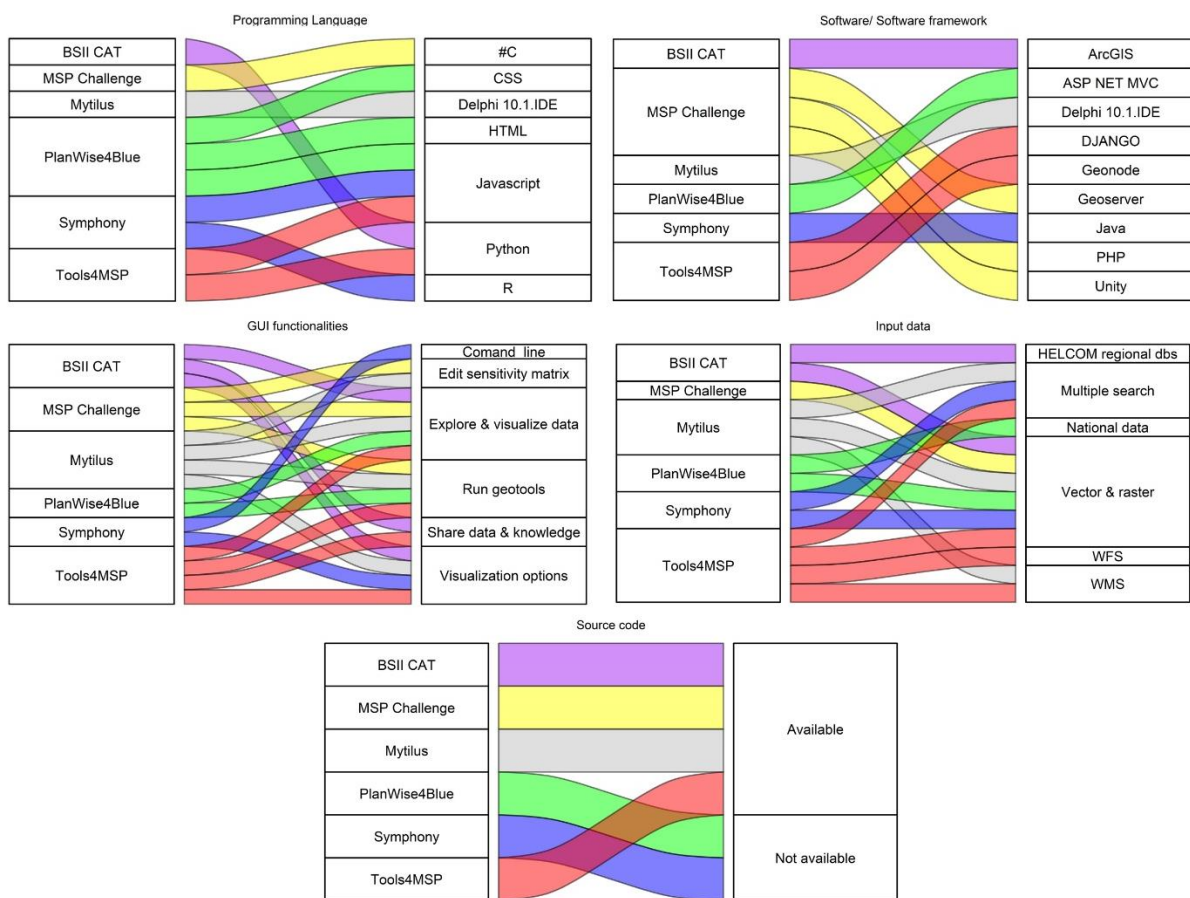 Programming Language
BSII CAT
MSP Challenge
Mytilus
PlanWise4Blue
Symphony
Tools4MSP
#C
CSS
Delphi 10.1.IDE
HTML
Javascript
Python
R
Software/ Software framework
BSII CAT
MSP Challenge
Mytilus
PlanWise4Blue
Symphony
Tools4MSP
ArcGIS
ASP NET MVC
Delphi 10.1.IDE
DJANGO
Geonode
Geoserver
Java
PHP
Unity
GUI functionalities
BSII CAT
MSP Challenge
Mytilus
PlanWise4Blue
Symphony
Tools4MSP
Comand line
Edit sensitivity matrix
Explore & visualize data
Run geotools
Share data & knowledge
Visualization options
Input data
BSII CAT
MSP Challenge
Mytilus
PlanWise4Blue
Symphony
Tools4MSP
HELCOM regional dbs
Multiple search
National data
Vector & raster
WFS
WMS
Source code
BSII CAT
MSP Challenge
Mytilus
PlanWise4Blue
Symphony
Tools4MSP
Available
Not available